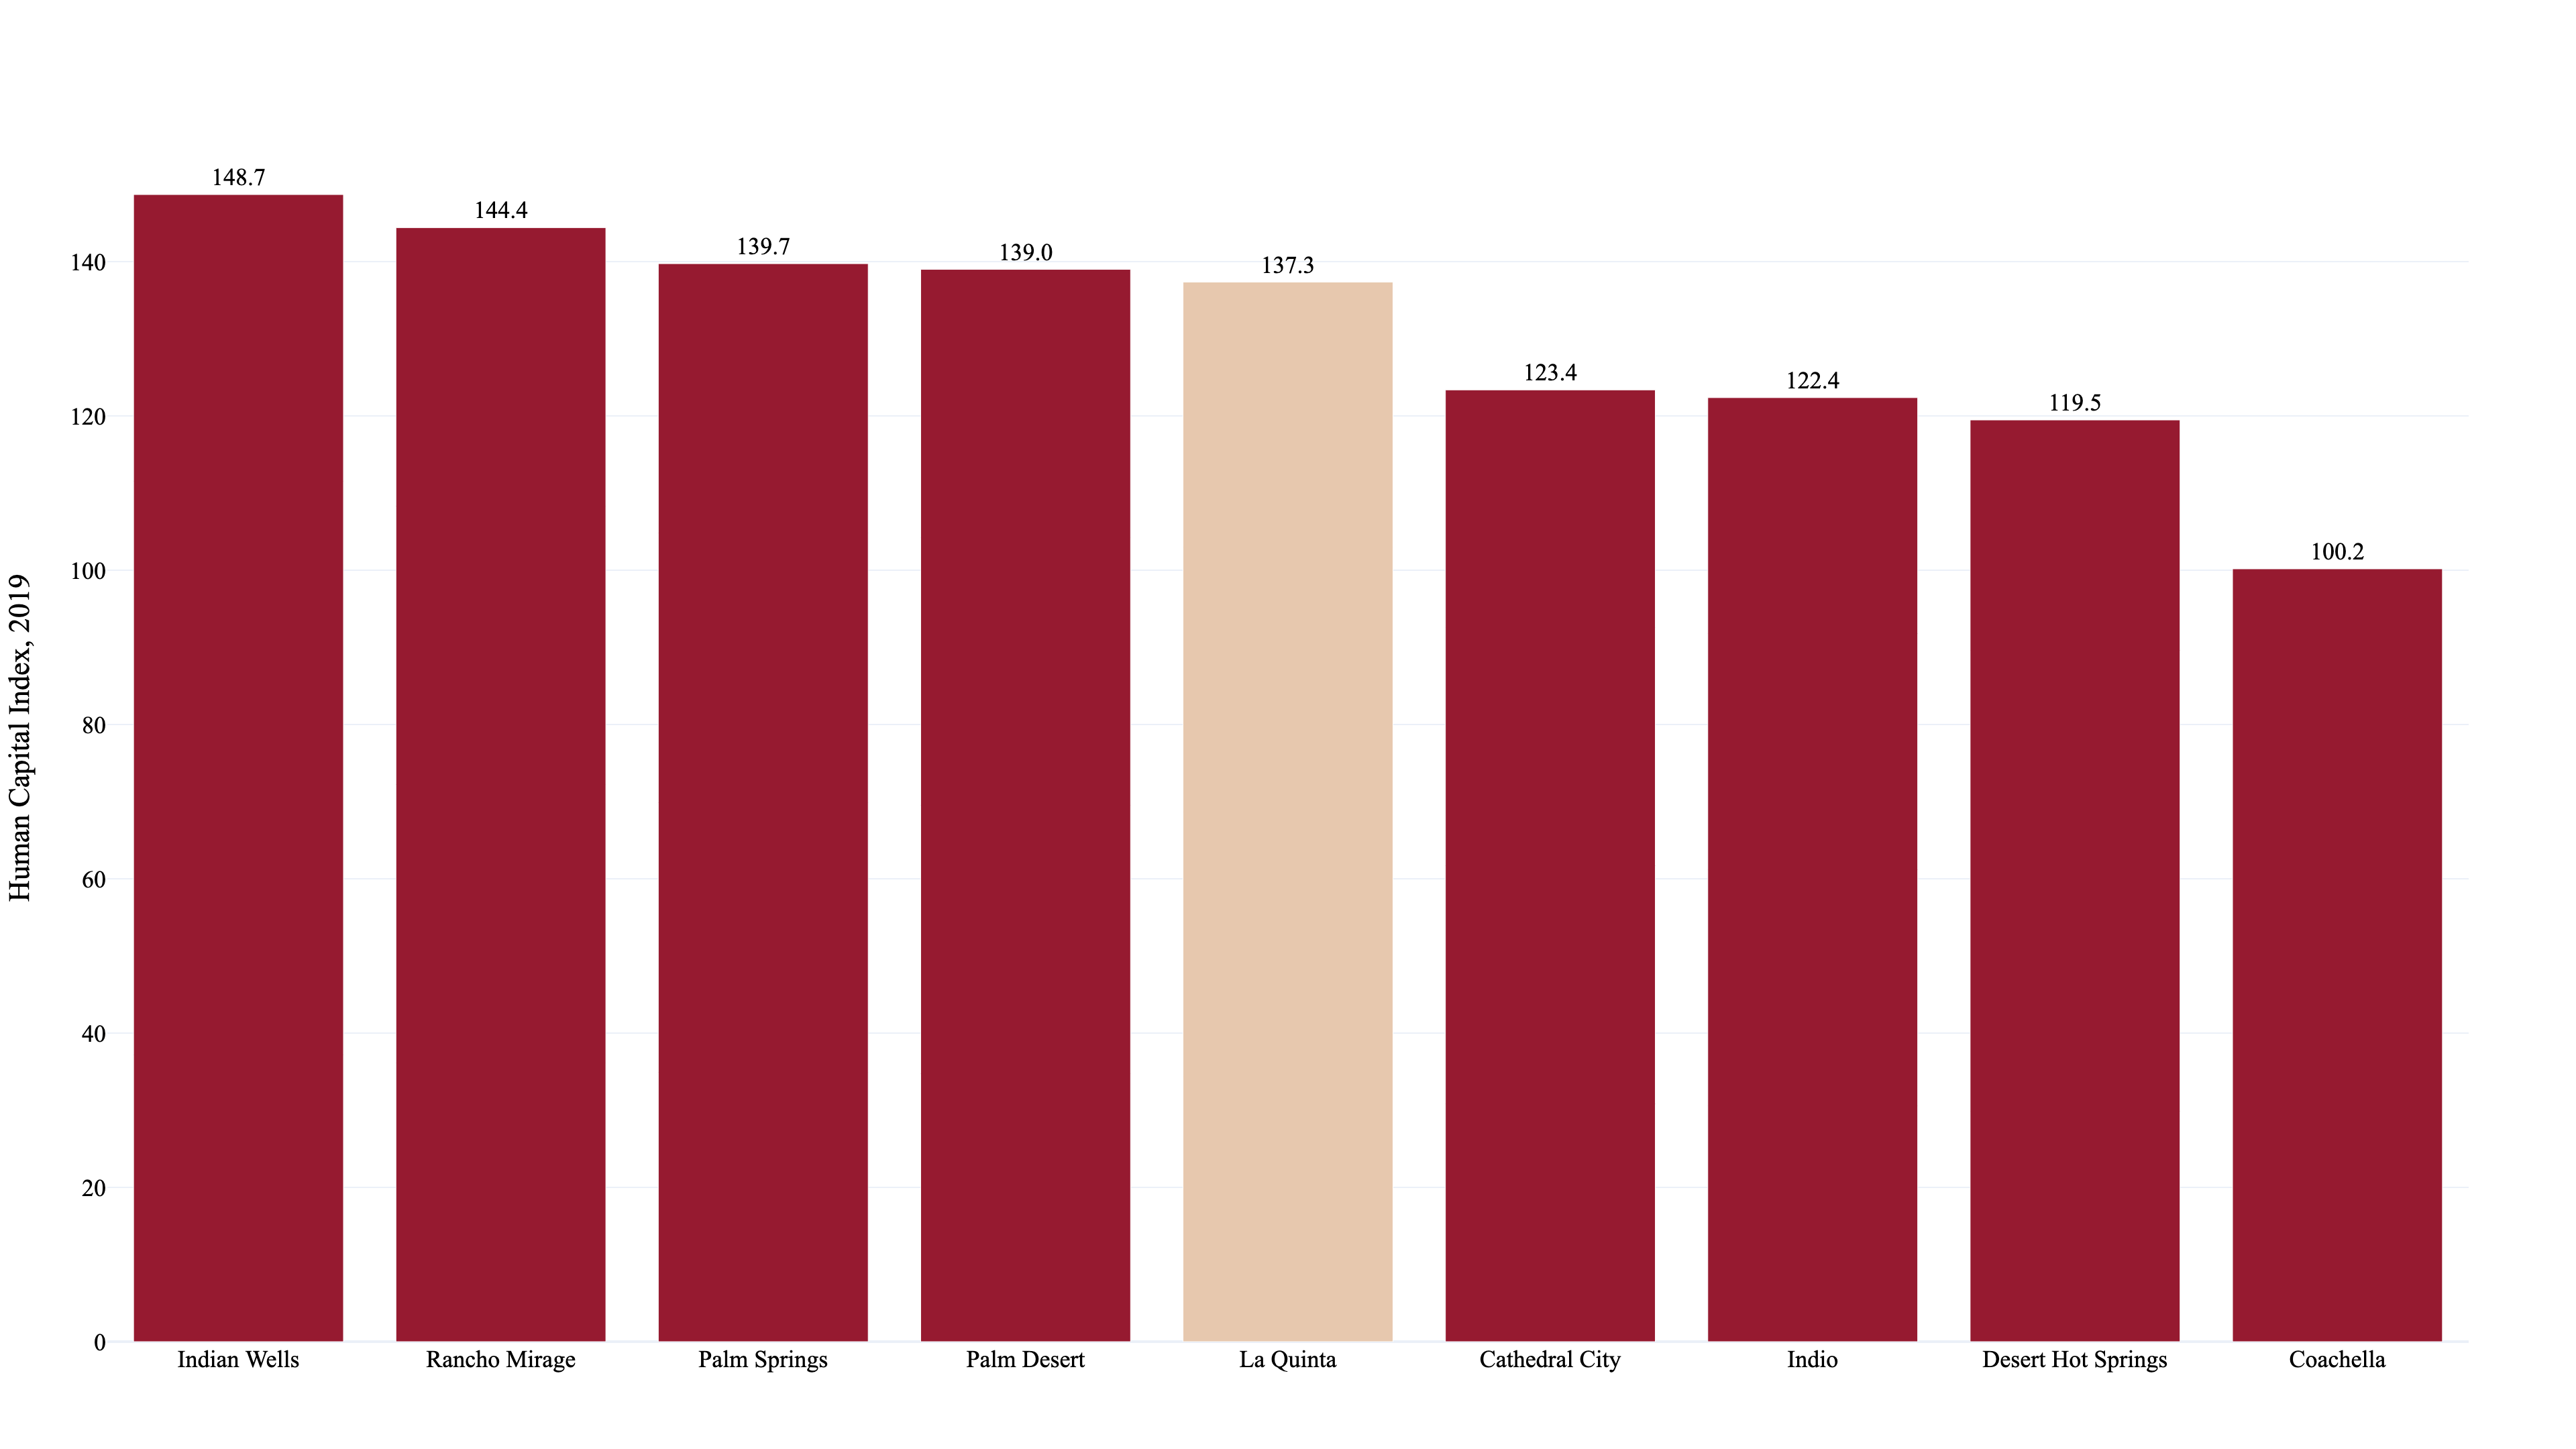 148.7
144.4
139.7
139.0
137.3
123.4
122.4
119.5
100.2
140
120
100
80
60
40
20
0
Human Capital Index, 2019
Indian Wells
Rancho Mirage
Palm Springs
Palm Desert
La Quinta
Cathedral City
Indio
Desert Hot Springs
Coachella